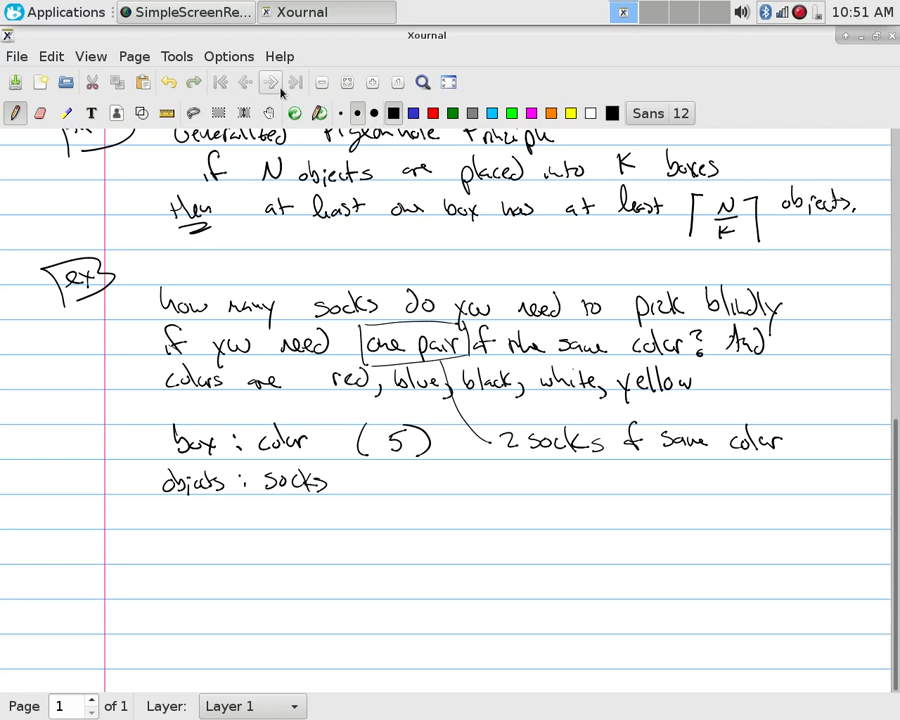 Applications SimpleScreenRe... Xournal 10:51 AM
Xournal
File Edit View Page Tools Options Help
Sans 12
Generalized Pigeonhole Principle
if N objects are placed into K boxes
then at least one box has at least ⌈N/K⌉ objects.
ex
How many socks do you need to pick blindly
if you need one pair of the same color? And
colors are red, blue, black, white, yellow
box : color (5) 2 socks of same color
objects : socks
Page 1 of 1 Layer: Layer 1